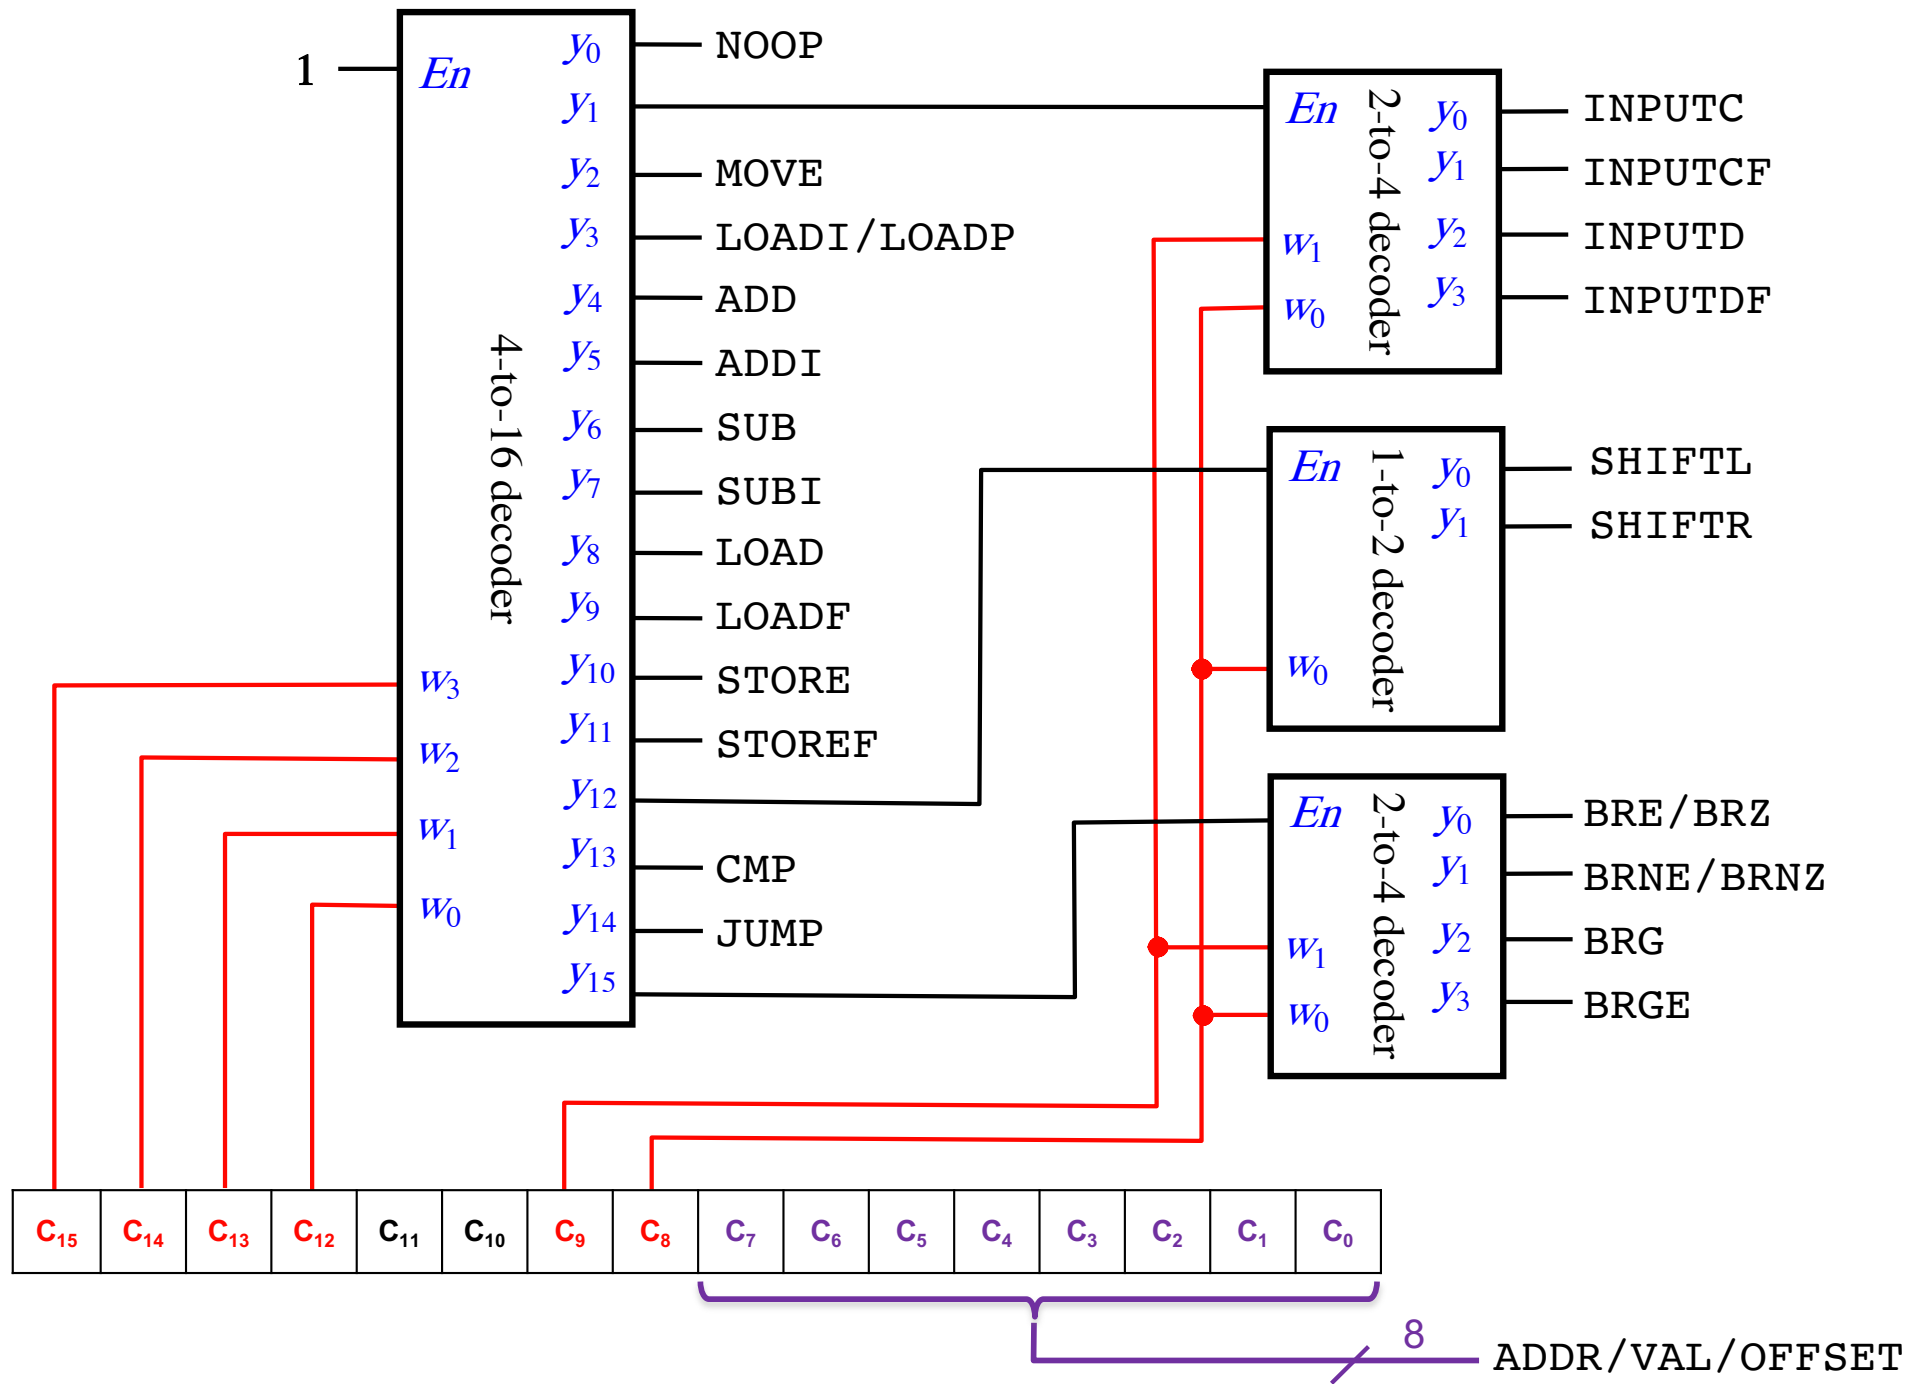 1
En
4-to-16 decoder
w3
w2
w1
w0
y0 NOOP
y1
y2 MOVE
y3 LOADI/LOADP
y4 ADD
y5 ADDI
y6 SUB
y7 SUBI
y8 LOAD
y9 LOADF
y10 STORE
y11 STOREF
y12
y13 CMP
y14 JUMP
y15
En
2-to-4 decoder
w1
w0
y0 INPUTC
y1 INPUTCF
y2 INPUTD
y3 INPUTDF
En
1-to-2 decoder
w0
y0 SHIFTL
y1 SHIFTR
En
2-to-4 decoder
w1
w0
y0 BRE/BRZ
y1 BRNE/BRNZ
y2 BRG
y3 BRGE
C15 C14 C13 C12 C11 C10 C9 C8 C7 C6 C5 C4 C3 C2 C1 C0
8
ADDR/VAL/OFFSET